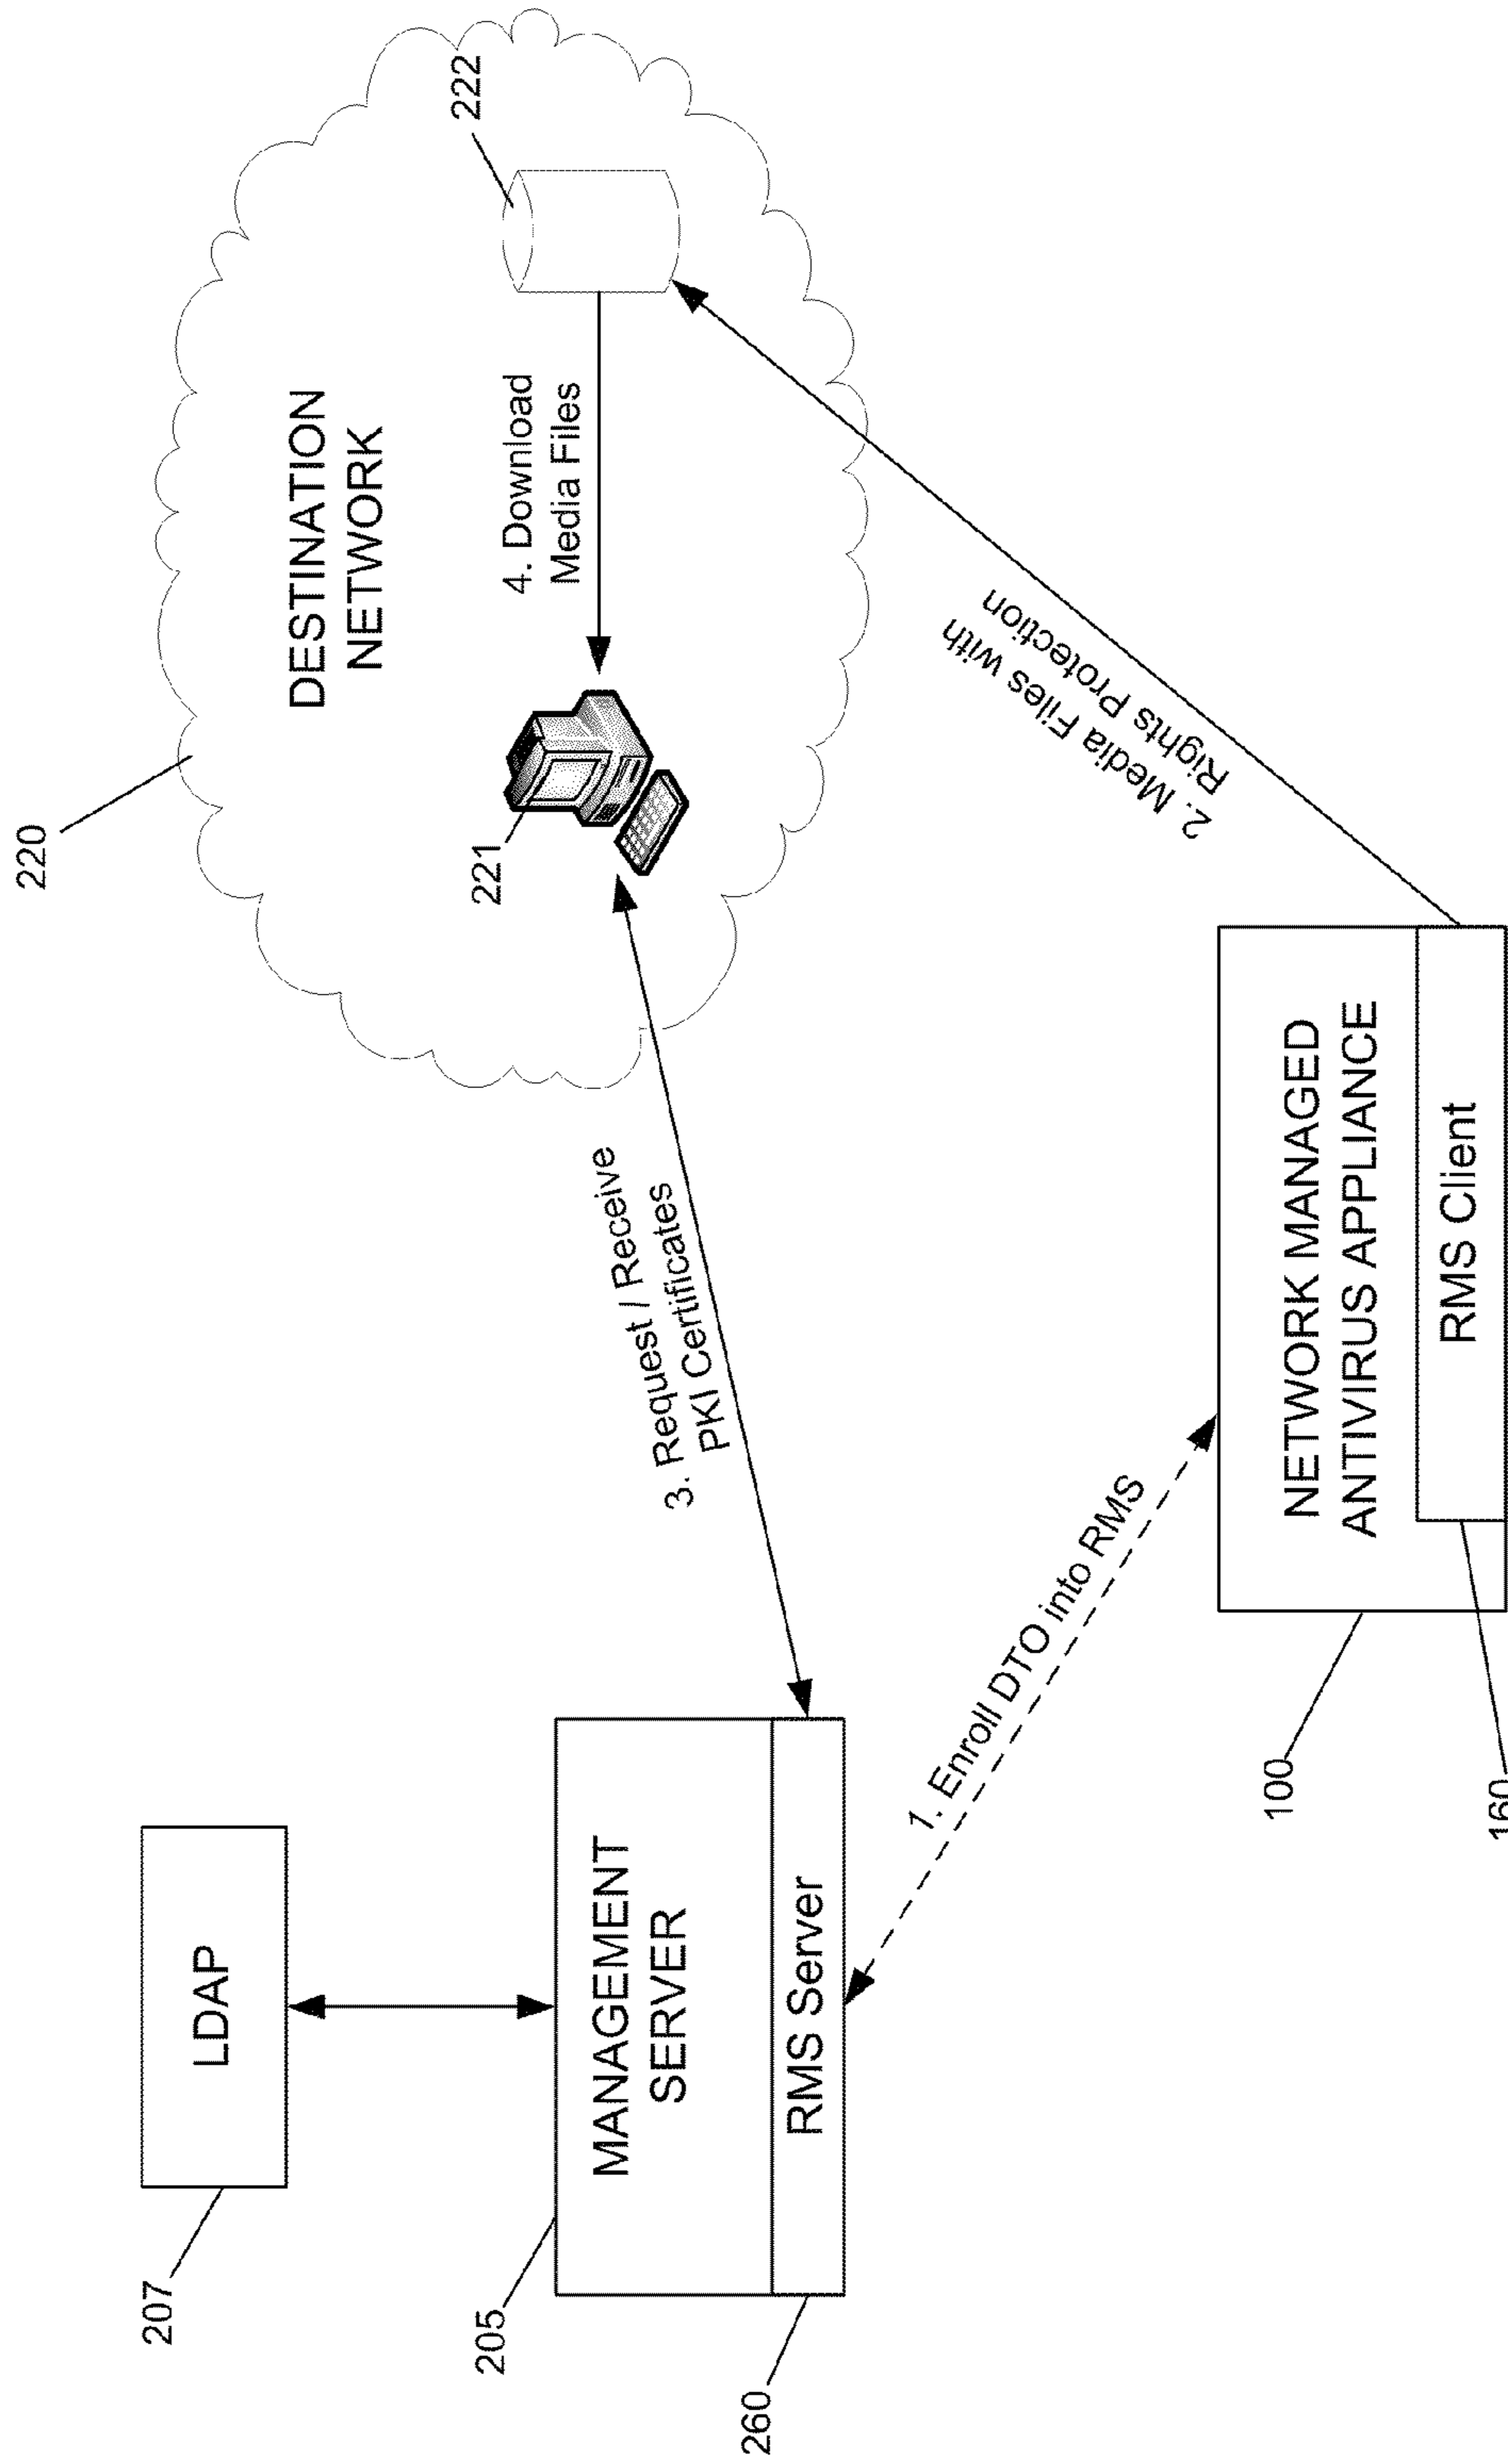 207
LDAP
205
MANAGEMENT
SERVER
260
RMS Server
220
DESTINATION
NETWORK
221
222
4. Download
Media Files
3. Request / Receive
PKI Certificates
1. Enroll DTO into RMS
2. Media Files with
Rights Protection
100
NETWORK MANAGED
ANTIVIRUS APPLIANCE
160
RMS Client